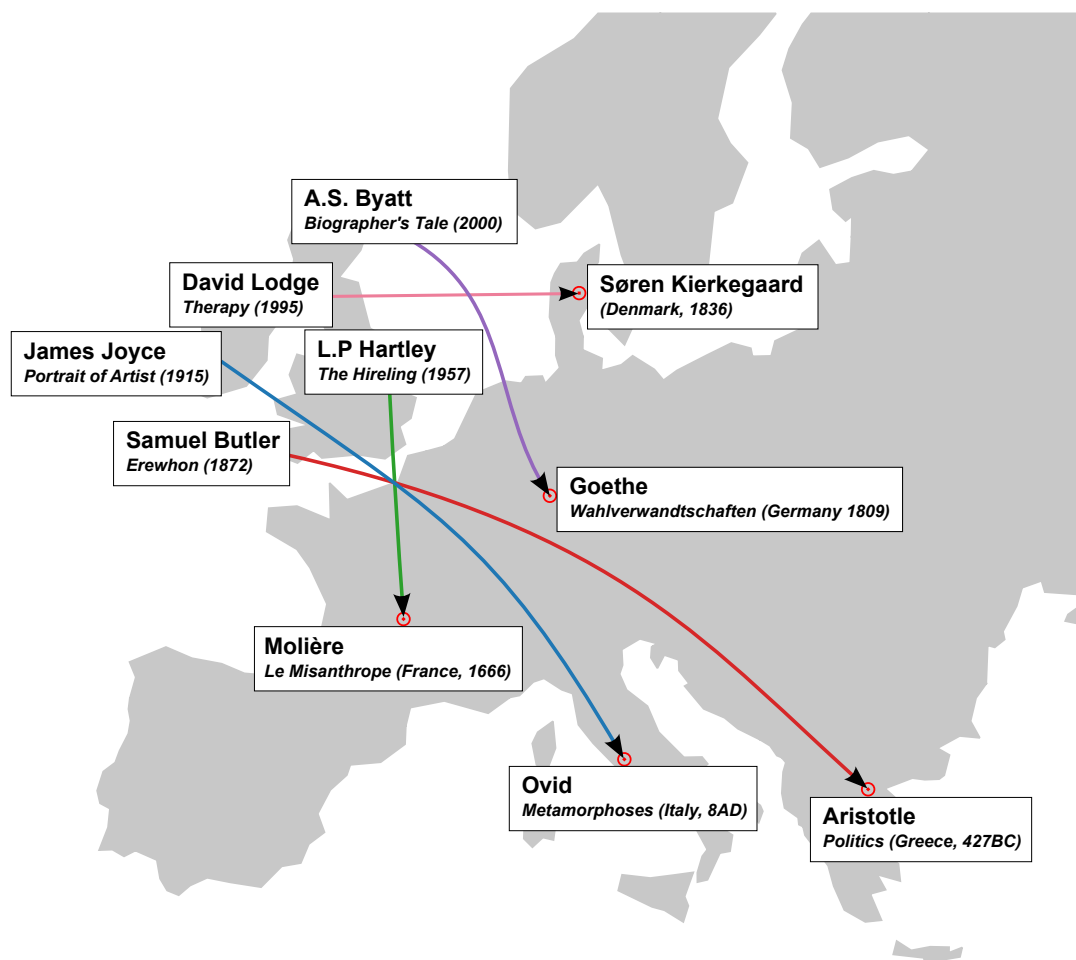 A.S. Byatt
Biographer's Tale (2000)
David Lodge
Therapy (1995)
Søren Kierkegaard
(Denmark, 1836)
James Joyce
Portrait of Artist (1915)
L.P Hartley
The Hireling (1957)
Samuel Butler
Erewhon (1872)
Goethe
Wahlverwandtschaften (Germany 1809)
Molière
Le Misanthrope (France, 1666)
Ovid
Metamorphoses (Italy, 8AD)
Aristotle
Politics (Greece, 427BC)